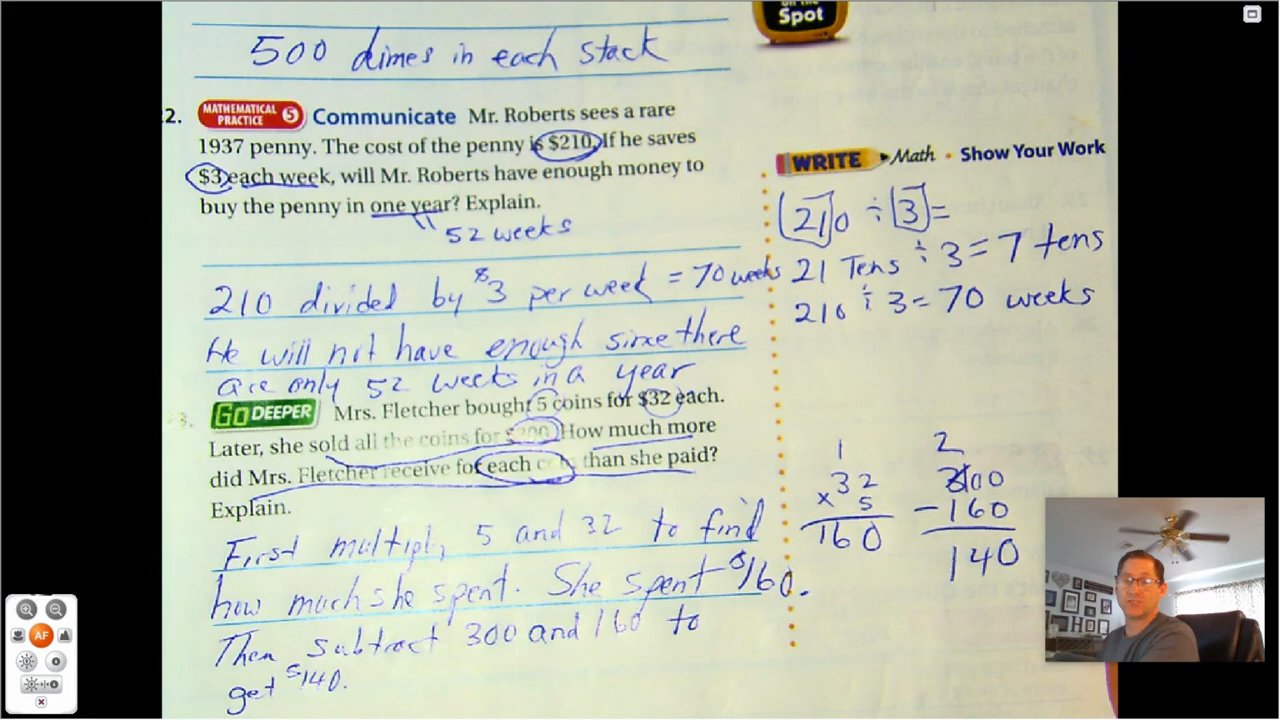 on the
Spot
500 dimes in each stack
2. MATHEMATICAL PRACTICE 5 Communicate Mr. Roberts sees a rare
1937 penny. The cost of the penny is $210. If he saves
$3 each week, will Mr. Roberts have enough money to
buy the penny in one year? Explain.
52 weeks
210 divided by $3 per week = 70 weeks
He will not have enough since there
are only 52 weeks in a year
WRITE Math • Show Your Work
210 ÷ 3 =
21 Tens ÷ 3 = 7 tens
210 ÷ 3 = 70 weeks
3. GO DEEPER Mrs. Fletcher bought 5 coins for $32 each.
Later, she sold all the coins for $300. How much more
did Mrs. Fletcher receive for each than she paid?
Explain.
First multiply 5 and 32 to find
how much she spent. She spent $160.
Then subtract 300 and 160 to
get $140.
1
32
x 5
160
2
3100
-160
140
AF